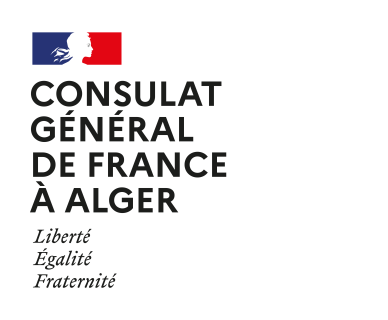 CONSULAT
GÉNÉRAL
DE FRANCE
À ALGER
Liberté
Égalité
Fraternité